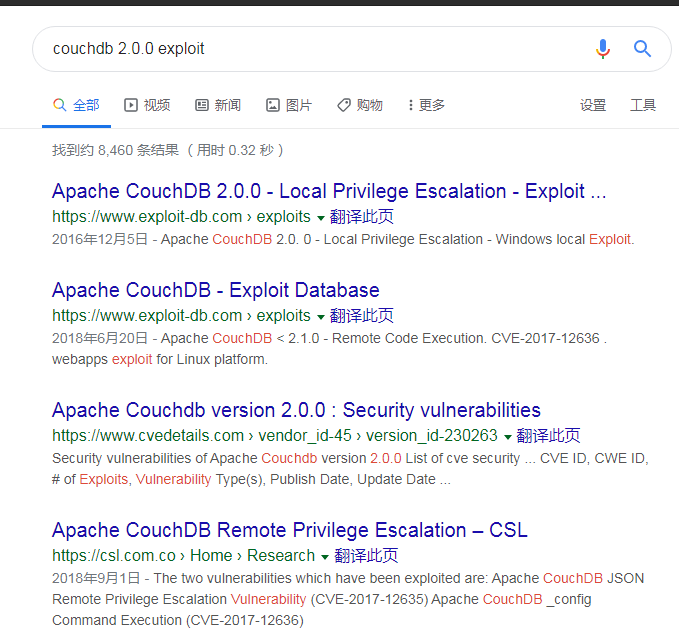 couchdb 2.0.0 exploit
全部 视频 新闻 图片 购物 更多 设置 工具
找到约 8,460 条结果 （用时 0.32 秒）
Apache CouchDB 2.0.0 - Local Privilege Escalation - Exploit ...
https://www.exploit-db.com › exploits 翻译此页
2016年12月5日 - Apache CouchDB 2.0. 0 - Local Privilege Escalation - Windows local Exploit.
Apache CouchDB - Exploit Database
https://www.exploit-db.com › exploits 翻译此页
2018年6月20日 - Apache CouchDB < 2.1.0 - Remote Code Execution. CVE-2017-12636 .
webapps exploit for Linux platform.
Apache Couchdb version 2.0.0 : Security vulnerabilities
https://www.cvedetails.com › vendor_id-45 › version_id-230263 翻译此页
Security vulnerabilities of Apache Couchdb version 2.0.0 List of cve security ... CVE ID, CWE ID,
# of Exploits, Vulnerability Type(s), Publish Date, Update Date ...
Apache CouchDB Remote Privilege Escalation – CSL
https://csl.com.co › Home › Research 翻译此页
2018年9月1日 - The two vulnerabilities which have been exploited are: Apache CouchDB JSON
Remote Privilege Escalation Vulnerability (CVE-2017-12635) Apache CouchDB _config
Command Execution (CVE-2017-12636)